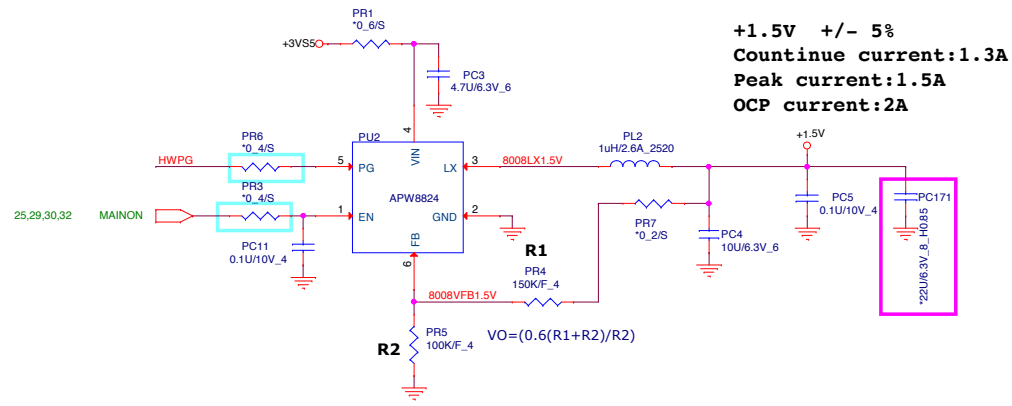 PR1
*0_6/S
+3VS5
PC3
4.7U/6.3V_6
+1.5V +/- 5%
Countinue current:1.3A
Peak current:1.5A
OCP current:2A
PR6
*0_4/S
HWPG
PU2
4
VIN
5
PG
LX
3
8008LX1.5V
PL2
1uH/2.6A_2520
+1.5V
PR3
*0_4/S
APW8824
25,29,30,32
MAINON
1
EN
GND
2
FB
6
PC11
0.1U/10V_4
PR7
*0_2/S
PC4
10U/6.3V_6
PC5
0.1U/10V_4
PC171
*22U/6.3V_8_H0.85
R1
PR4
150K/F_4
8008VFB1.5V
R2
PR5
100K/F_4
VO=(0.6(R1+R2)/R2)